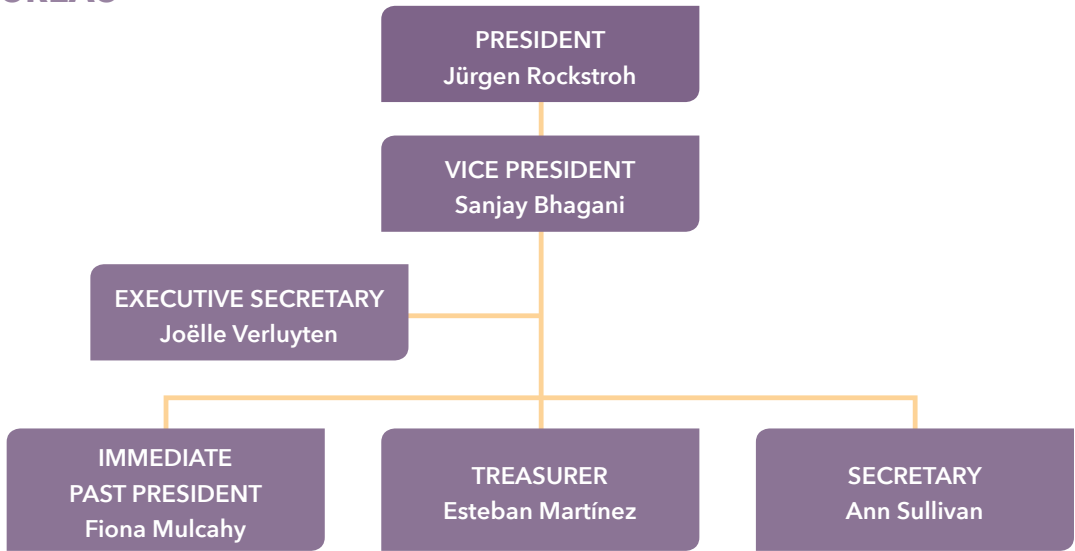 PRESIDENT
Jürgen Rockstroh
VICE PRESIDENT
Sanjay Bhagani
EXECUTIVE SECRETARY
Joëlle Verluyten
IMMEDIATE
PAST PRESIDENT
Fiona Mulcahy
TREASURER
Esteban Martínez
SECRETARY
Ann Sullivan